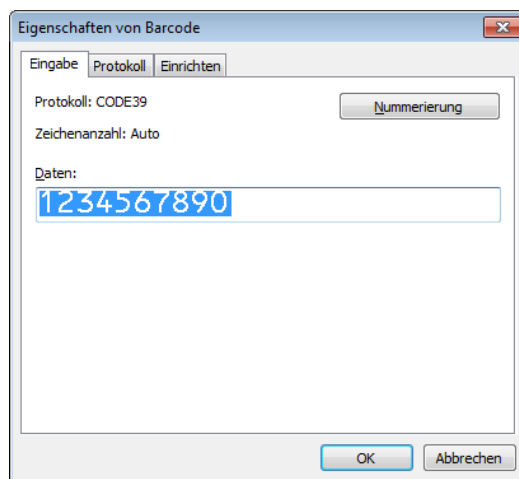 Eigenschaften von Barcode
Eingabe Protokoll Einrichten
Protokoll: CODE39 Nummerierung
Zeichenanzahl: Auto
Daten:
1234567890
OK Abbrechen